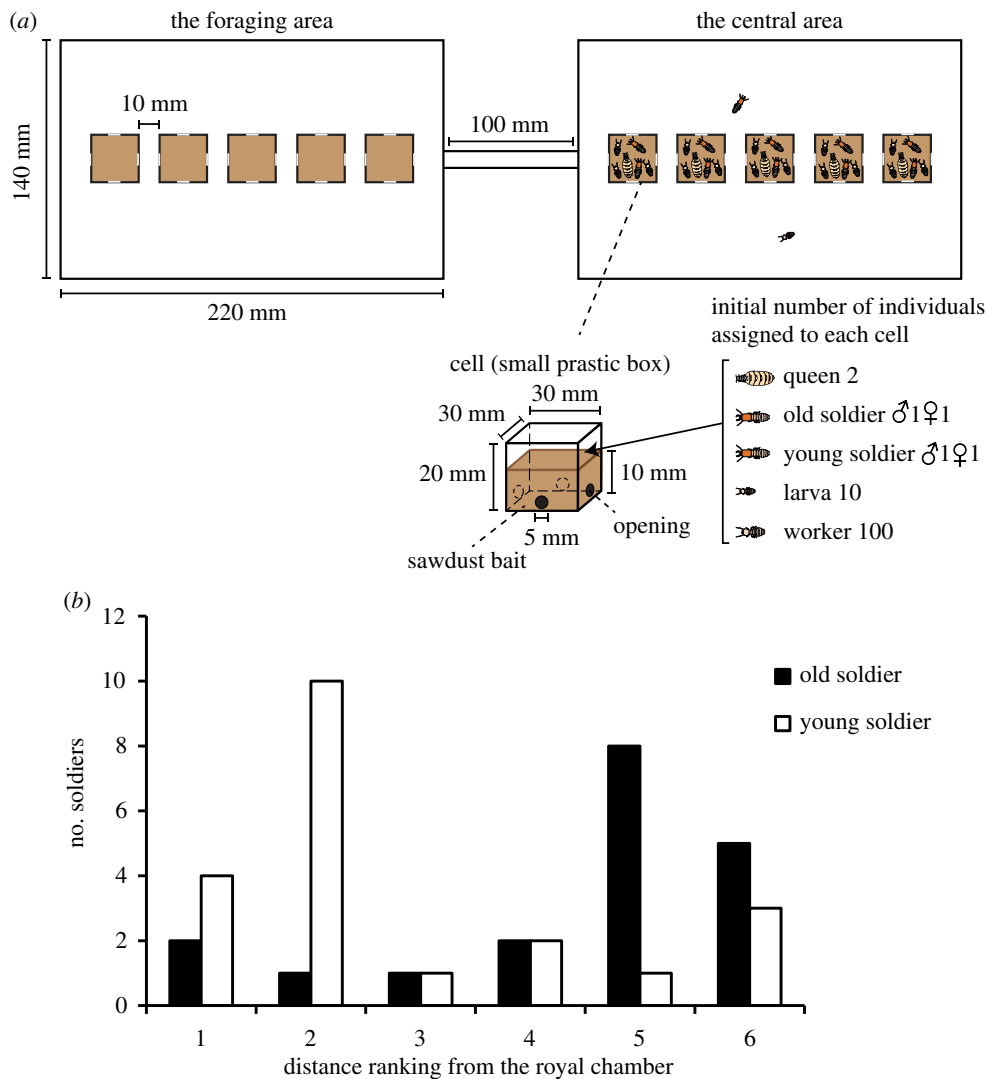 (a)
the foraging area
the central area
10 mm
100 mm
140 mm
220 mm
initial number of individuals
assigned to each cell
cell (small prastic box)
30 mm
30 mm
20 mm
10 mm
5 mm
opening
sawdust bait
queen 2
old soldier ♂1♀1
young soldier ♂1♀1
larva 10
worker 100
(b)
12
10
8
6
4
2
0
no. soldiers
old soldier
young soldier
1 2 3 4 5 6
distance ranking from the royal chamber